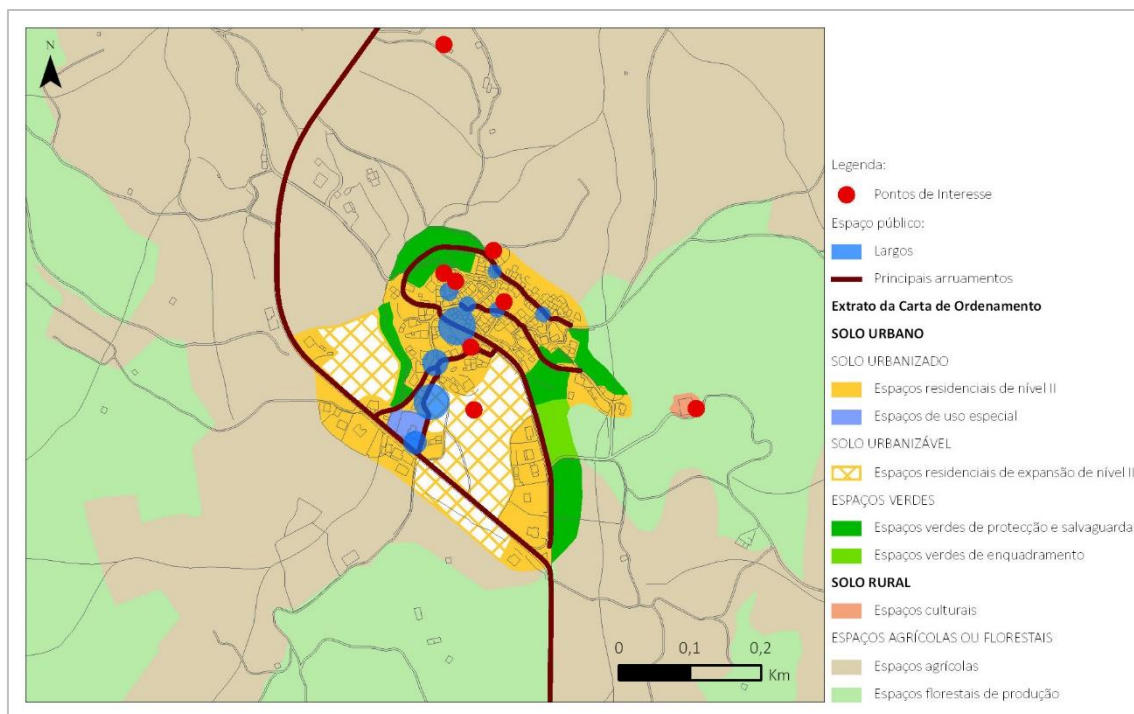 N
Legenda:
Pontos de Interesse
Espaço público:
Largos
Principais arruamentos
Extrato da Carta de Ordenamento
SOLO URBANO
SOLO URBANIZADO
Espaços residenciais de nível II
Espaços de uso especial
SOLO URBANIZÁVEL
Espaços residenciais de expansão de nível II
ESPAÇOS VERDES
Espaços verdes de protecção e salvaguarda
Espaços verdes de enquadramento
SOLO RURAL
Espaços culturais
ESPAÇOS AGRÍCOLAS OU FLORESTAIS
Espaços agrícolas
Espaços florestais de produção
0 0,1 0,2
Km